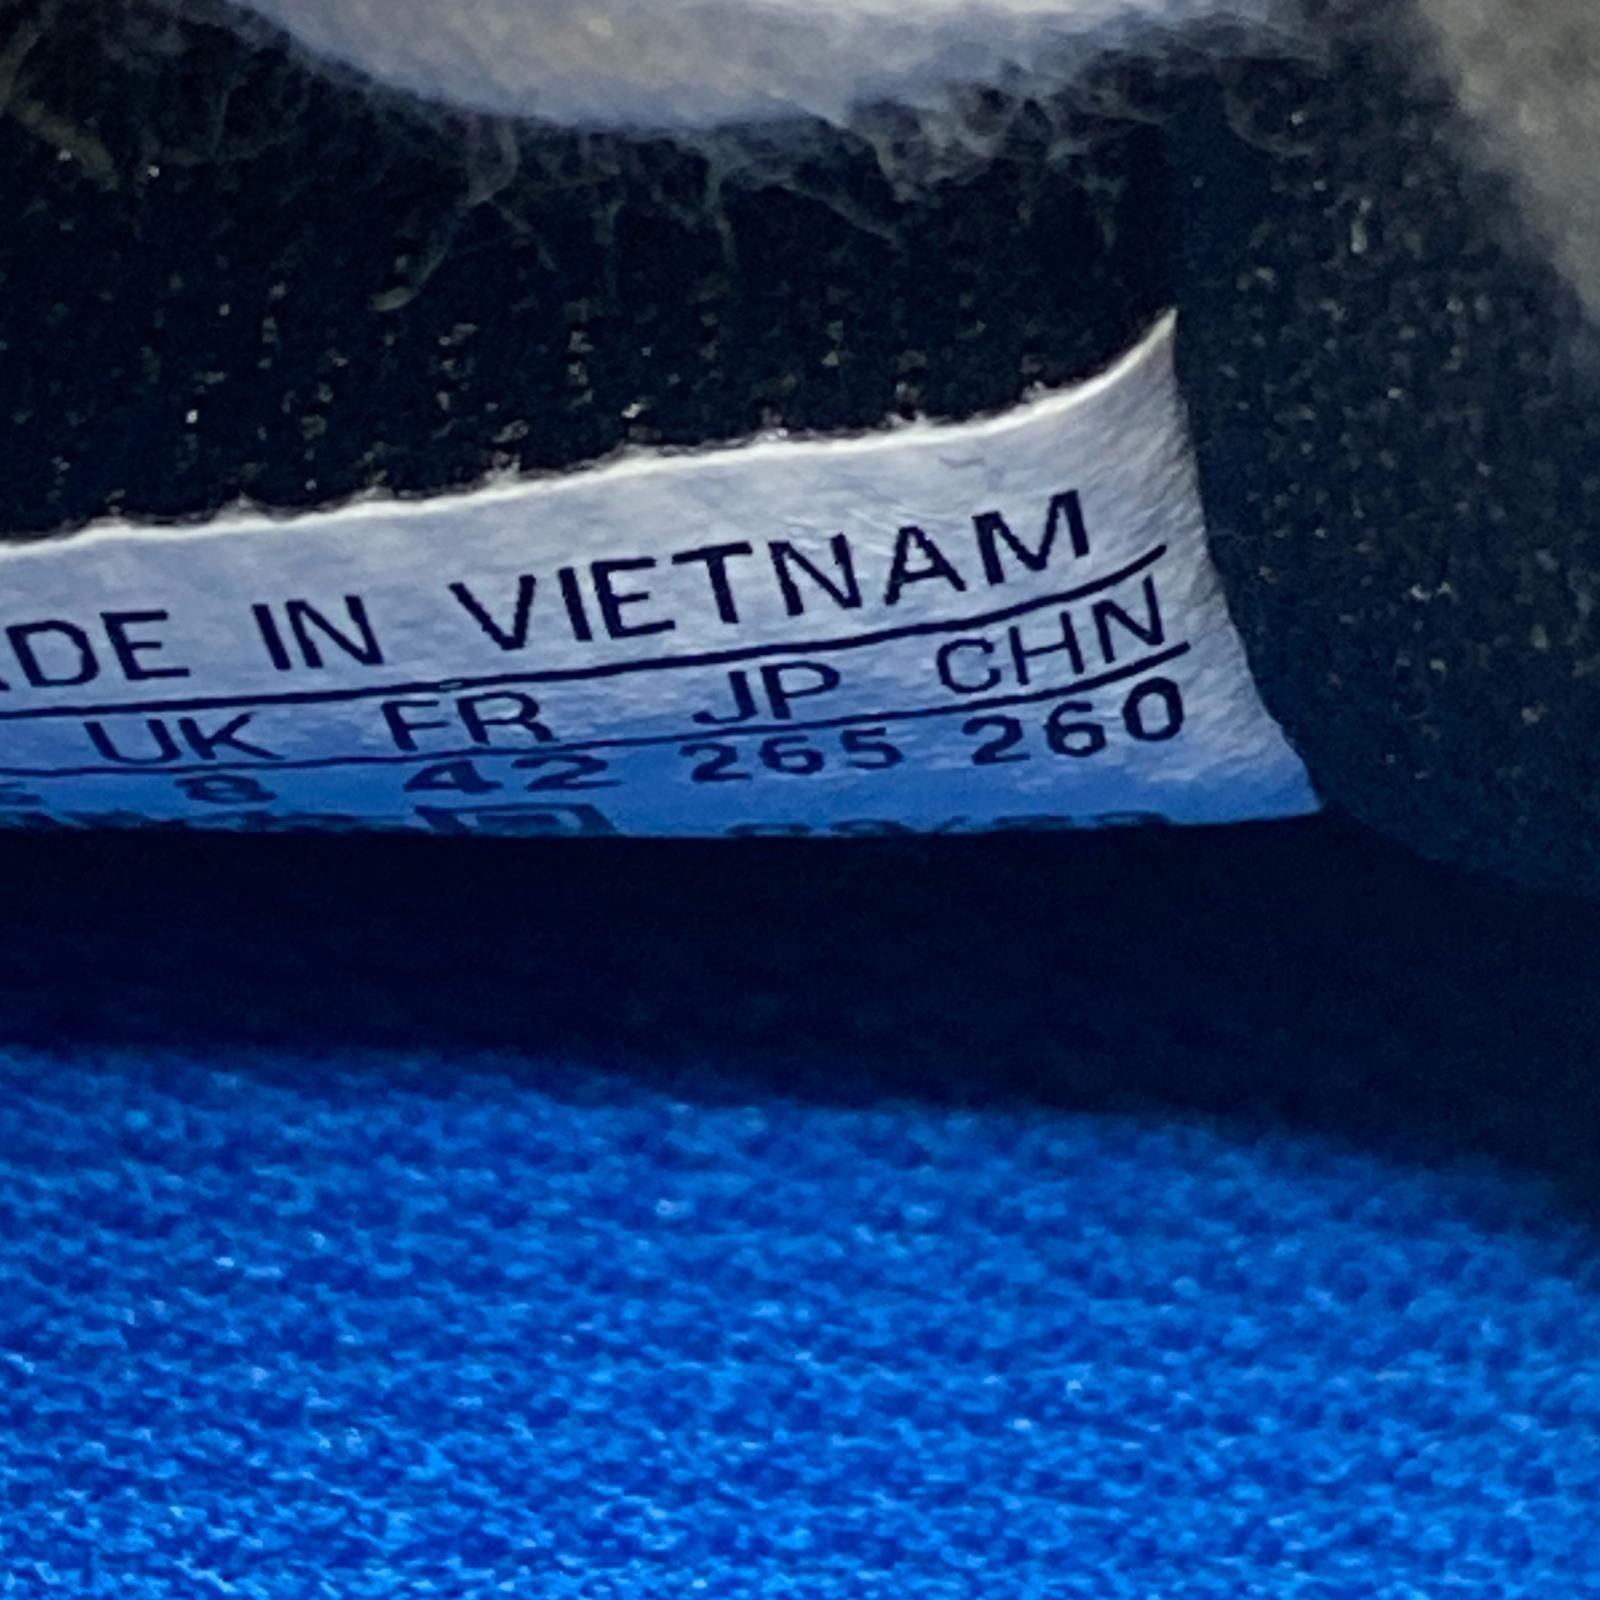 ADE IN VIETNAM
UK FR JP CHN
8 42 265 260